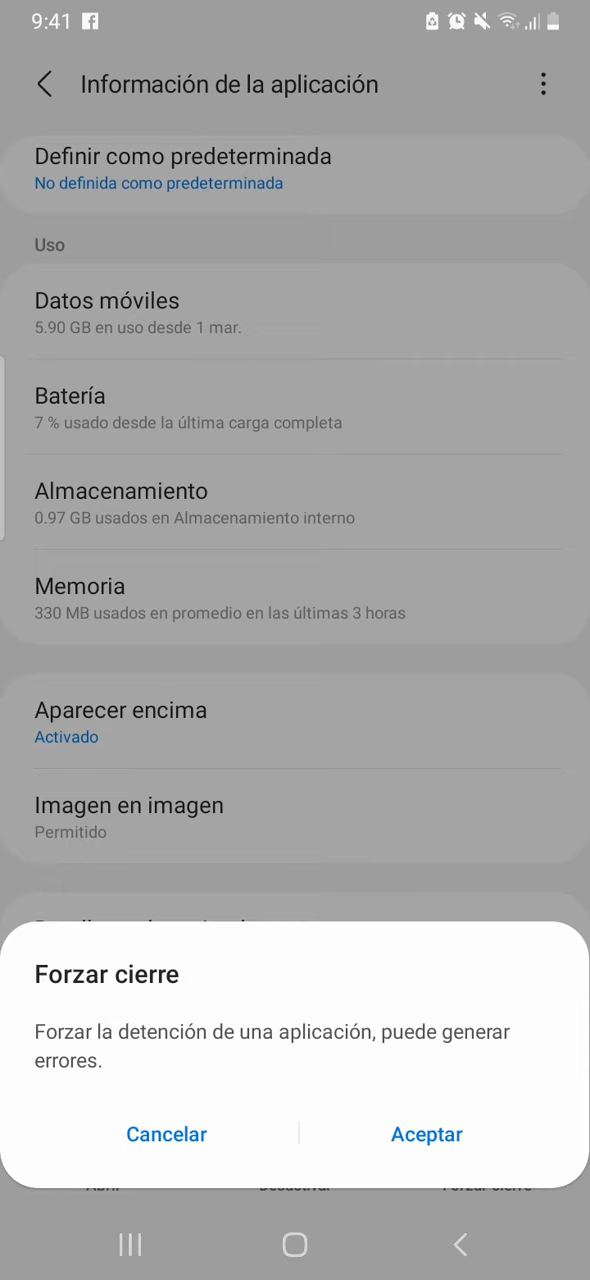 9:41
Información de la aplicación
Definir como predeterminada
No definida como predeterminada
Uso
Datos móviles
5.90 GB en uso desde 1 mar.
Batería
7 % usado desde la última carga completa
Almacenamiento
0.97 GB usados en Almacenamiento interno
Memoria
330 MB usados en promedio en las últimas 3 horas
Aparecer encima
Activado
Imagen en imagen
Permitido
Forzar cierre
Forzar la detención de una aplicación, puede generar
errores.
Cancelar
Aceptar